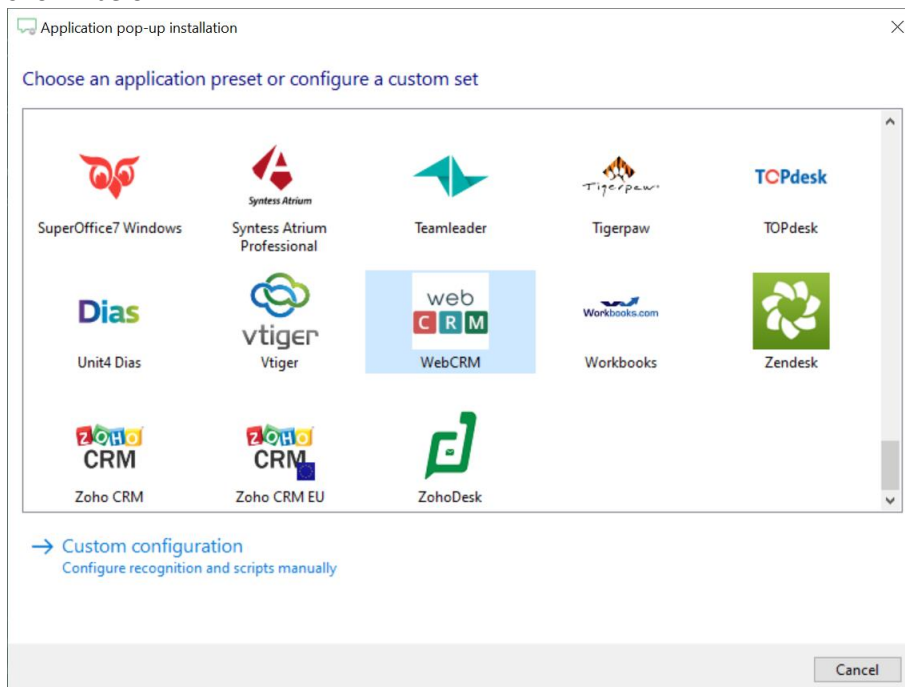 Application pop-up installation
Choose an application preset or configure a custom set
Syntess Atrium
Tigerpaw
TOPdesk
SuperOffice7 Windows
Syntess Atrium
Professional
Teamleader
Tigerpaw
TOPdesk
Dias
vtiger
web
CRM
Workbooks.com
Unit4 Dias
Vtiger
WebCRM
Workbooks
Zendesk
ZOHO
CRM
ZOHO
CRM
Zoho CRM
Zoho CRM EU
ZohoDesk
Custom configuration
Configure recognition and scripts manually
Cancel